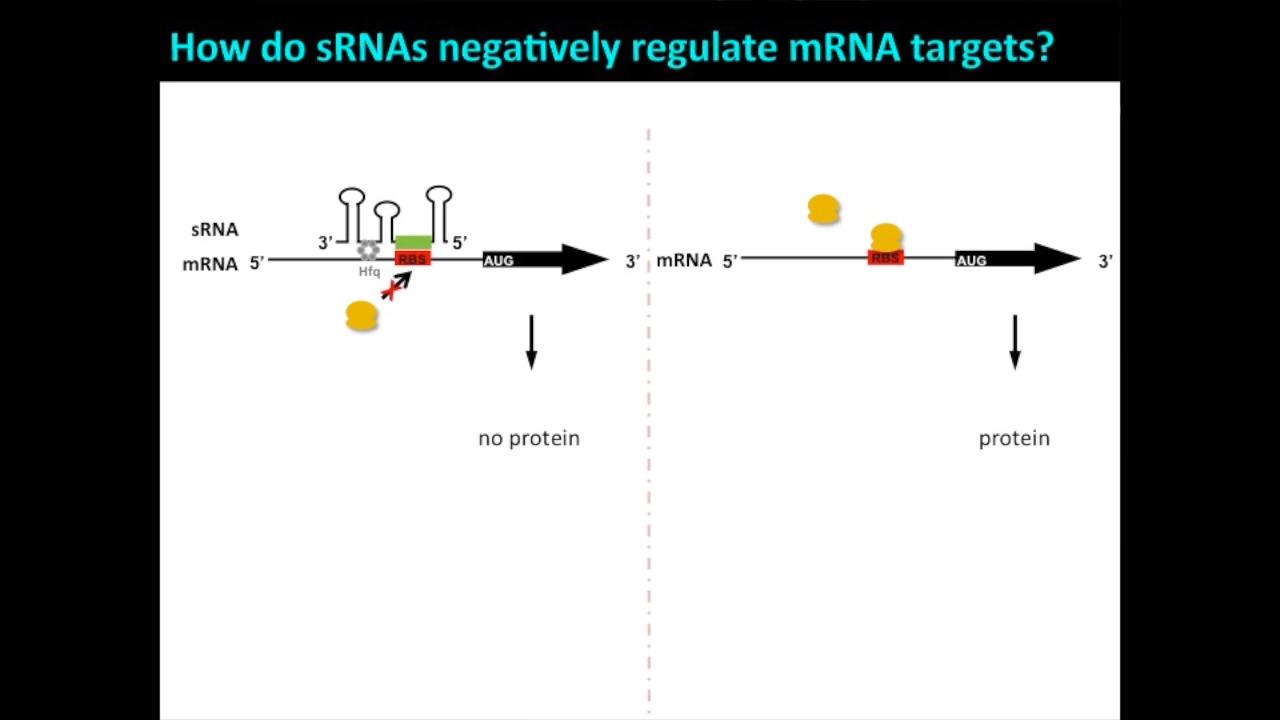 How do sRNAs negatively regulate mRNA targets?
sRNA 3’ 5’
mRNA 5’ RBS AUG 3’
Hfq
no protein
mRNA 5’ RBS AUG 3’
protein